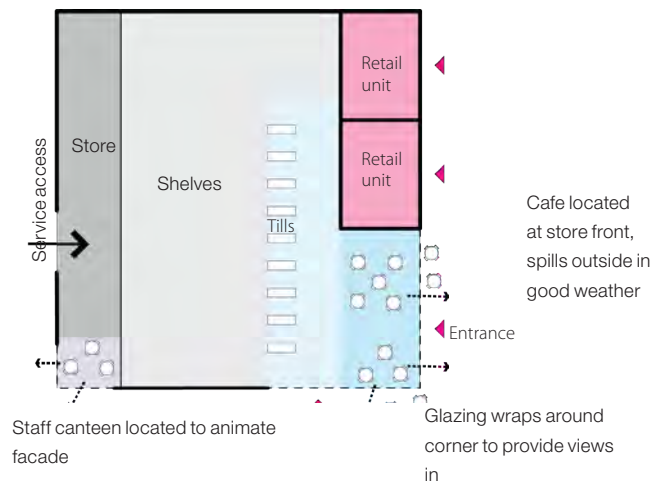 Retail
unit
Store
Retail
unit
Shelves
Service access
Tills
Cafe located
at store front,
spills outside in
good weather
Entrance
Staff canteen located to animate
facade
Glazing wraps around
corner to provide views
in